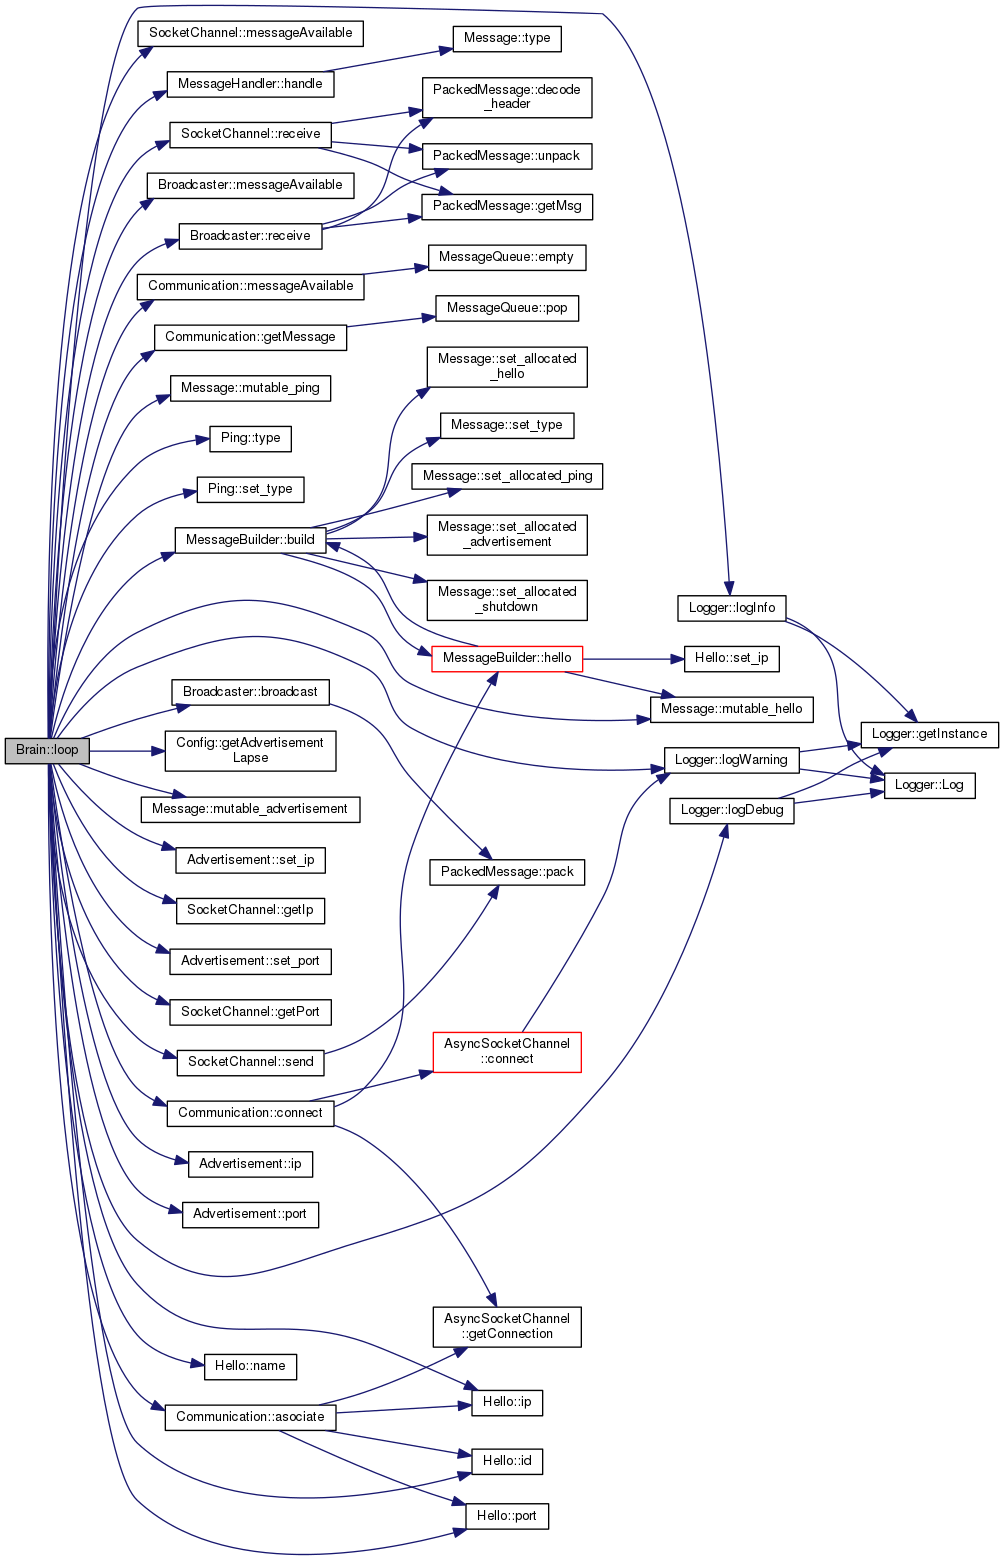 SocketChannel::messageAvailable
Message::type
MessageHandler::handle
PackedMessage::decode
_header
SocketChannel::receive
PackedMessage::unpack
Broadcaster::messageAvailable
PackedMessage::getMsg
Broadcaster::receive
MessageQueue::empty
Communication::messageAvailable
MessageQueue::pop
Communication::getMessage
Message::set_allocated
_hello
Message::mutable_ping
Message::set_type
Ping::type
Message::set_allocated_ping
Ping::set_type
Message::set_allocated
_advertisement
MessageBuilder::build
Message::set_allocated
_shutdown
Logger::logInfo
MessageBuilder::hello
Hello::set_ip
Broadcaster::broadcast
Message::mutable_hello
Logger::getInstance
Brain::loop
Config::getAdvertisement
Lapse
Logger::logWarning
Logger::Log
Message::mutable_advertisement
Logger::logDebug
Advertisement::set_ip
PackedMessage::pack
SocketChannel::getIp
Advertisement::set_port
SocketChannel::getPort
AsyncSocketChannel
::connect
SocketChannel::send
Communication::connect
Advertisement::ip
Advertisement::port
AsyncSocketChannel
::getConnection
Hello::name
Hello::ip
Communication::asociate
Hello::id
Hello::port